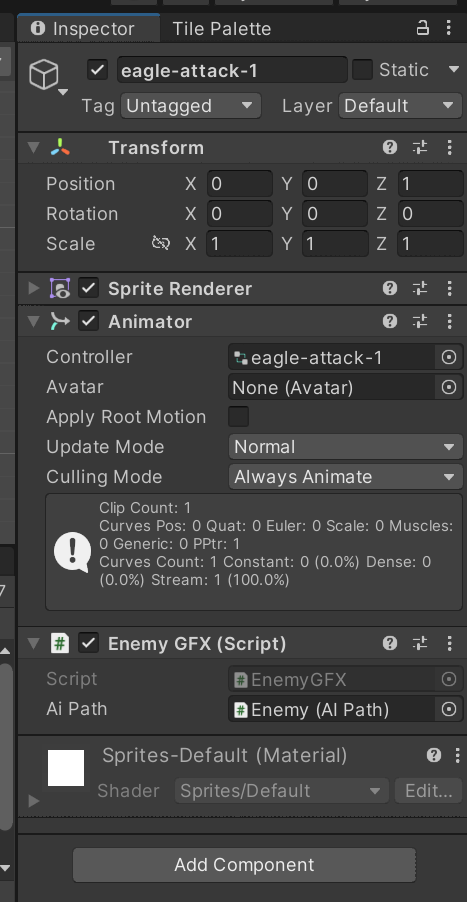 Inspector Tile Palette
eagle-attack-1 Static
Tag Untagged Layer Default
Transform
Position X 0 Y 0 Z 1
Rotation X 0 Y 0 Z 0
Scale X 1 Y 1 Z 1
Sprite Renderer
Animator
Controller eagle-attack-1
Avatar None (Avatar)
Apply Root Motion
Update Mode Normal
Culling Mode Always Animate
Clip Count: 1
Curves Pos: 0 Quat: 0 Euler: 0 Scale: 0 Muscles:
0 Generic: 0 PPtr: 1
Curves Count: 1 Constant: 0 (0.0%) Dense: 0
(0.0%) Stream: 1 (100.0%)
# Enemy GFX (Script)
Script # EnemyGFX
Ai Path # Enemy (AI Path)
Sprites-Default (Material)
Shader Sprites/Default Edit...
Add Component